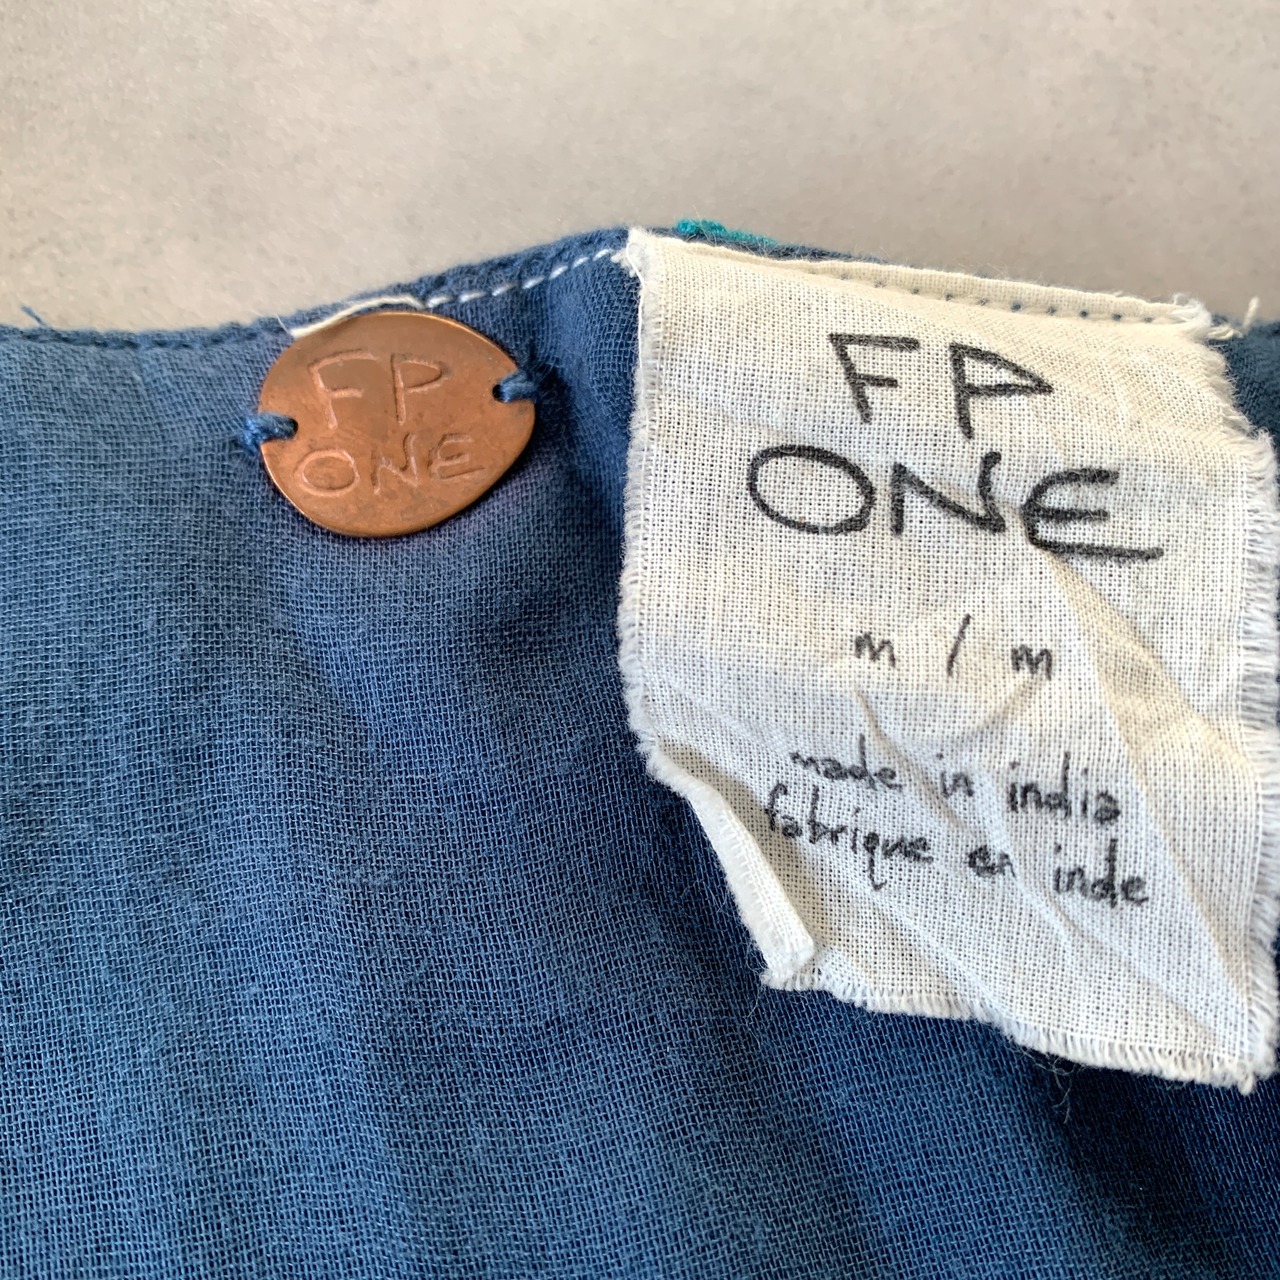 FP
ONE
FP
ONE
m / m
made in india
fabrique en inde